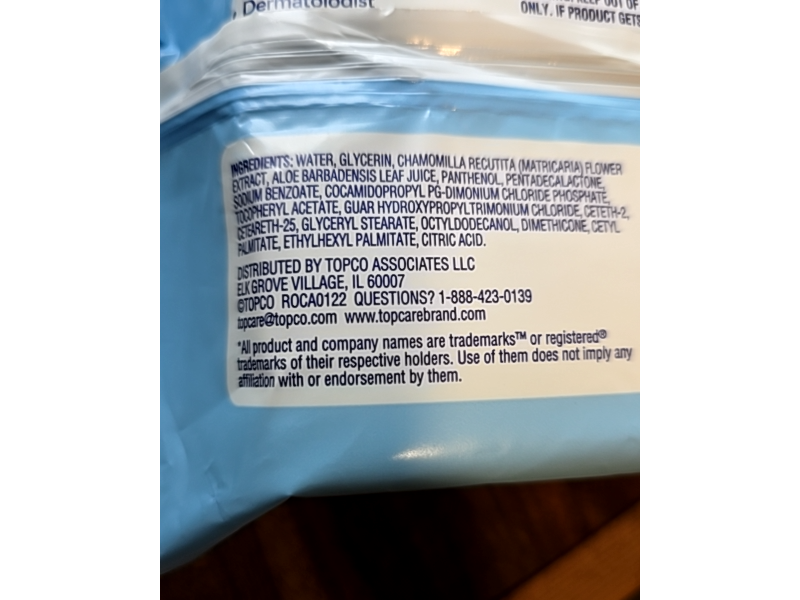 , Dermatologist
KEEP OUT OF
ONLY. IF PRODUCT GETS
INGREDIENTS: WATER, GLYCERIN, CHAMOMILLA RECUTITA (MATRICARIA) FLOWER
EXTRACT, ALOE BARBADENSIS LEAF JUICE, PANTHENOL, PENTADECALACTONE,
SODIUM BENZOATE, COCAMIDOPROPYL PG-DIMONIUM CHLORIDE PHOSPHATE,
TOCOPHERYL ACETATE, GUAR HYDROXYPROPYLTRIMONIUM CHLORIDE, CETETH-2,
CETEARETH-25, GLYCERYL STEARATE, OCTYLDODECANOL, DIMETHICONE, CETYL
PALMITATE, ETHYLHEXYL PALMITATE, CITRIC ACID.
DISTRIBUTED BY TOPCO ASSOCIATES LLC
ELK GROVE VILLAGE, IL 60007
©TOPCO ROCA0122 QUESTIONS? 1-888-423-0139
topcare@topco.com www.topcarebrand.com
*All product and company names are trademarks™ or registered®
trademarks of their respective holders. Use of them does not imply any
affiliation with or endorsement by them.